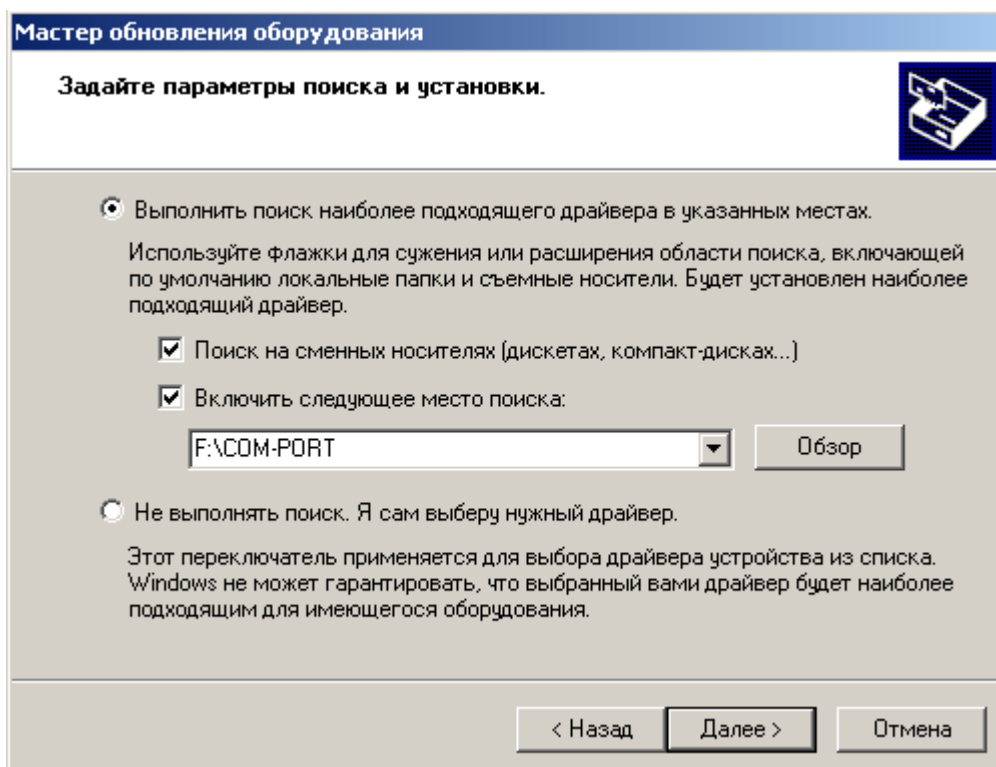 Мастер обновления оборудования
Задайте параметры поиска и установки.
Выполнить поиск наиболее подходящего драйвера в указанных местах.
Используйте флажки для сужения или расширения области поиска, включающей
по умолчанию локальные папки и съемные носители. Будет установлен наиболее
подходящий драйвер.
Поиск на сменных носителях (дискетах, компакт-дисках...)
Включить следующее место поиска:
F:\COM-PORT
Обзор
Не выполнять поиск. Я сам выберу нужный драйвер.
Этот переключатель применяется для выбора драйвера устройства из списка.
Windows не может гарантировать, что выбранный вами драйвер будет наиболее
подходящим для имеющегося оборудования.
< Назад
Далее >
Отмена